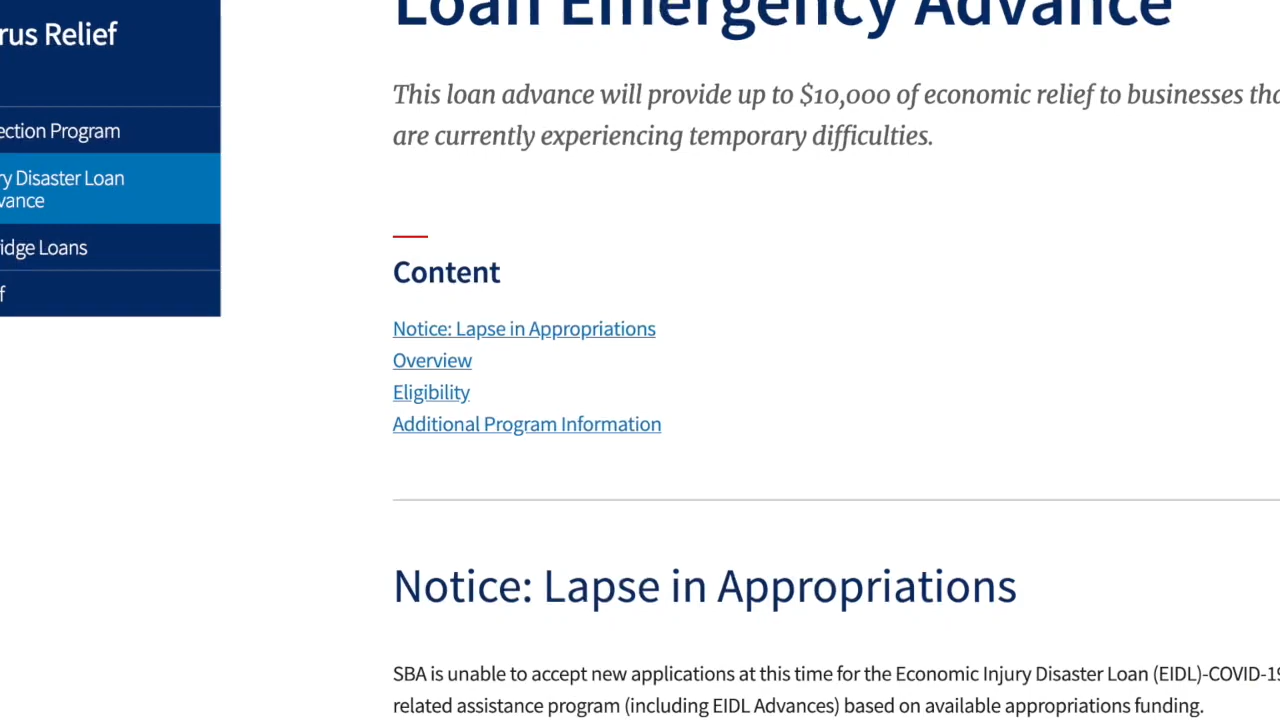 rus Relief
ection Program
ry Disaster Loan
vance
idge Loans
f
Loan Emergency Advance
This loan advance will provide up to $10,000 of economic relief to businesses tha
are currently experiencing temporary difficulties.
Content
Notice: Lapse in Appropriations
Overview
Eligibility
Additional Program Information
Notice: Lapse in Appropriations
SBA is unable to accept new applications at this time for the Economic Injury Disaster Loan (EIDL)-COVID-19
related assistance program (including EIDL Advances) based on available appropriations funding.